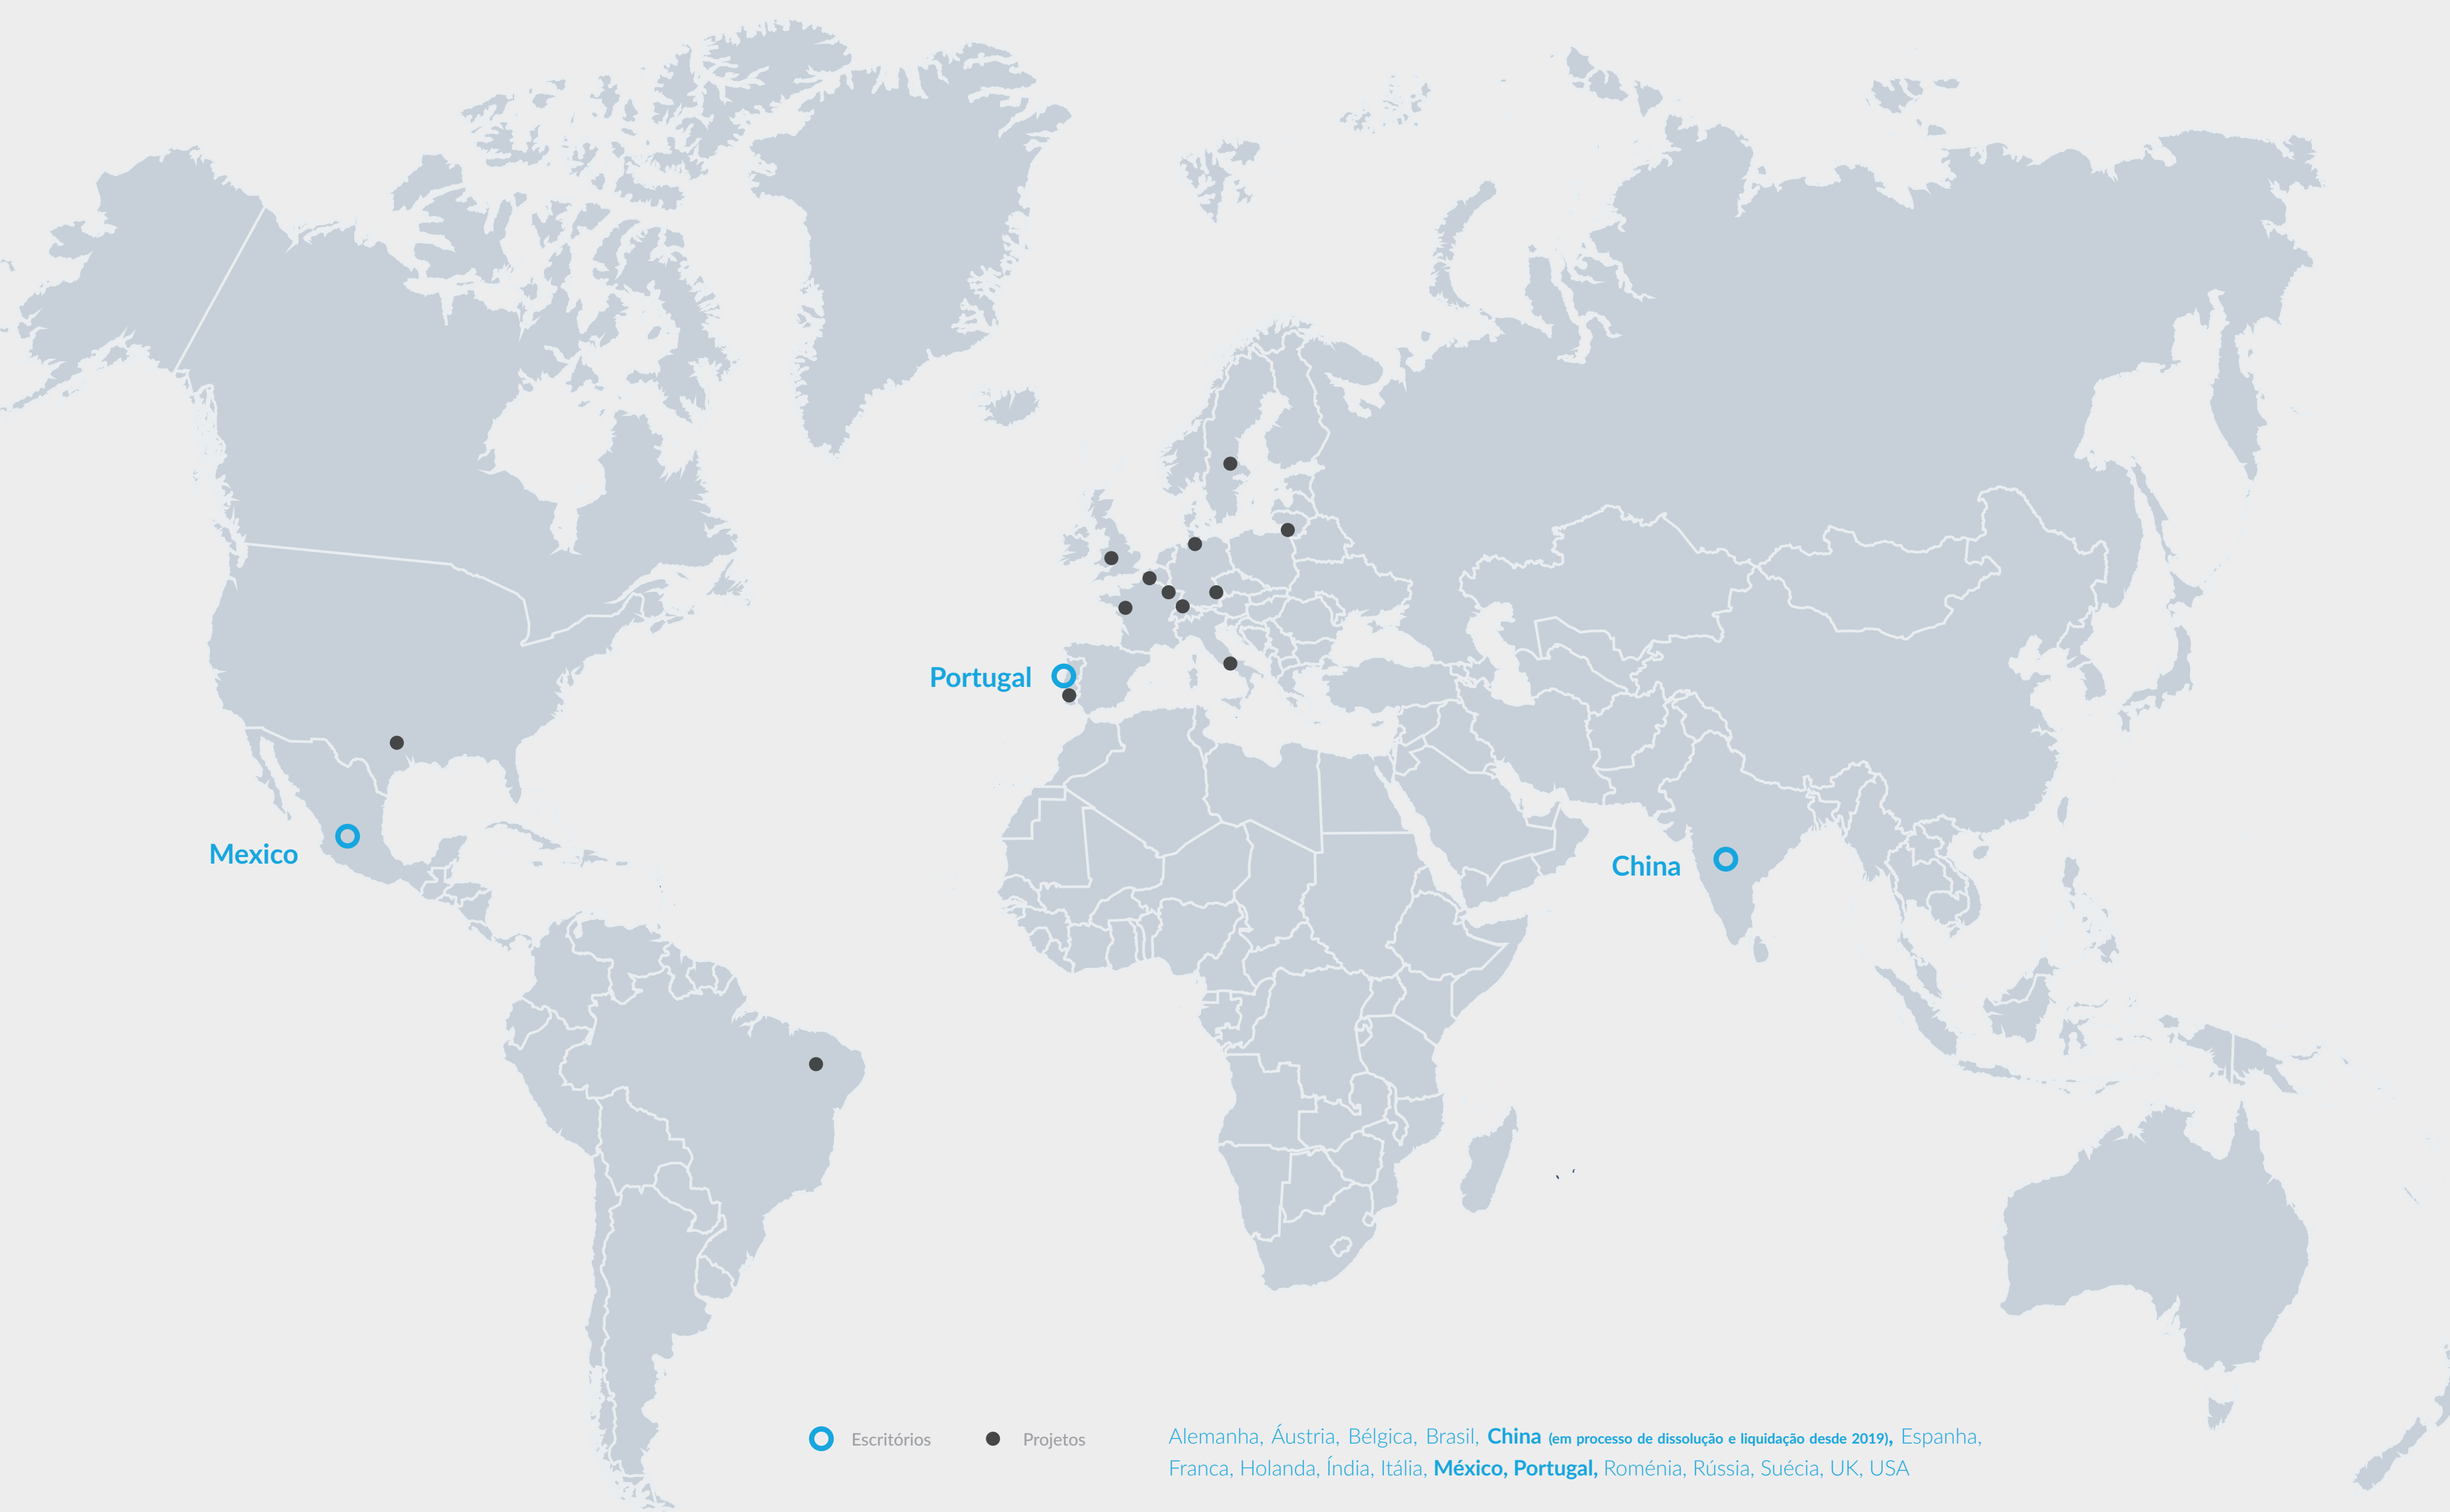 Portugal
Mexico
China
Escritórios
Projetos
Alemanha, Áustria, Bélgica, Brasil, China (em processo de dissolução e liquidação desde 2019), Espanha,
Franca, Holanda, Índia, Itália, México, Portugal, Roménia, Rússia, Suécia, UK, USA